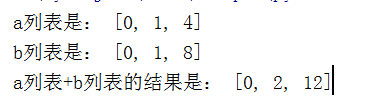 a列表是： [0, 1, 4]
b列表是： [0, 1, 8]
a列表+b列表的结果是： [0, 2, 12]